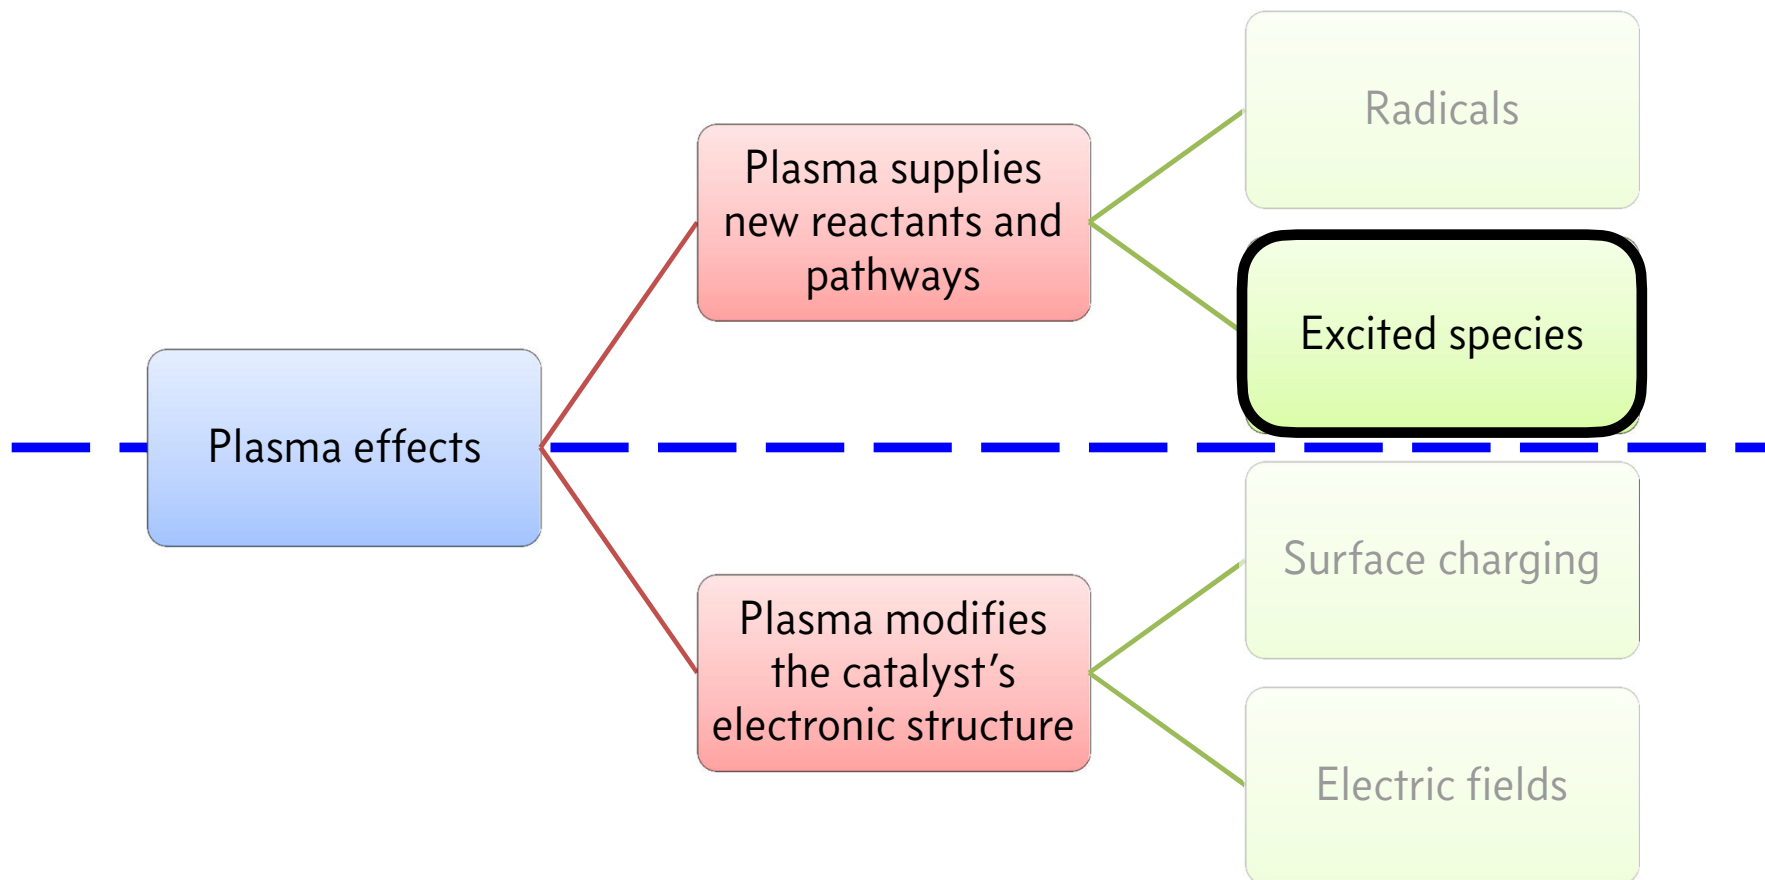 Plasma effects
Plasma supplies
new reactants and
pathways
Radicals
Excited species
Plasma modifies
the catalyst's
electronic structure
Surface charging
Electric fields